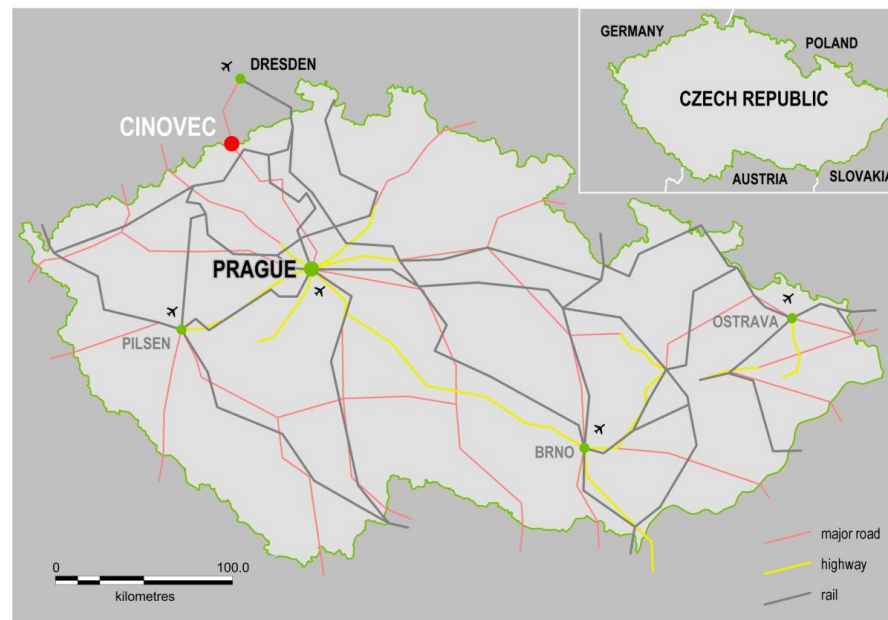 DRESDEN
CINOVEC
PRAGUE
PILSEN
BRNO
OSTRAVA
GERMANY
POLAND
CZECH REPUBLIC
AUSTRIA
SLOVAKIA
0 100.0
kilometres
major road
highway
rail